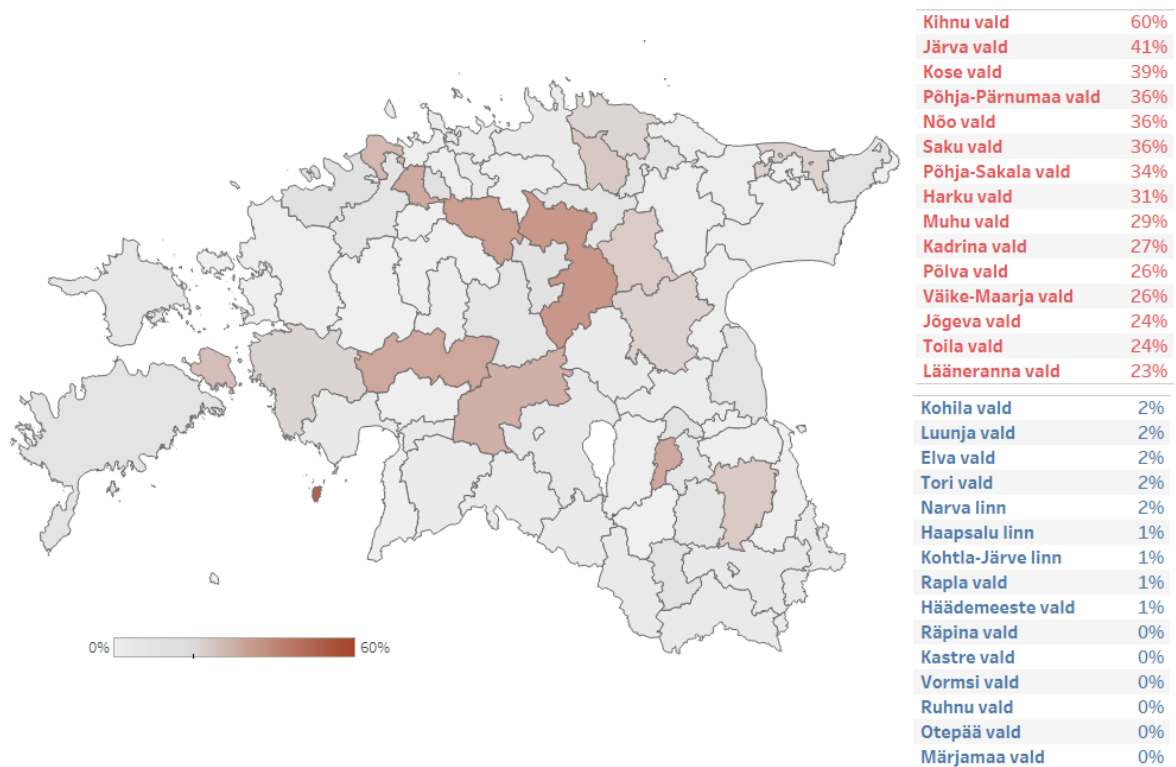 Kihnu vald 60%
Järva vald 41%
Kose vald 39%
Põhja-Pärnumaa vald 36%
Nõo vald 36%
Saku vald 36%
Põhja-Sakala vald 34%
Harku vald 31%
Muhu vald 29%
Kadrina vald 27%
Põlva vald 26%
Väike-Maarja vald 26%
Jõgeva vald 24%
Toila vald 24%
Lääneranna vald 23%
Kohila vald 2%
Luunja vald 2%
Elva vald 2%
Tori vald 2%
Narva linn 2%
Haapsalu linn 1%
Kohtla-Järve linn 1%
Rapla vald 1%
Häädemeeste vald 1%
Räpina vald 0%
Kastre vald 0%
Vormsi vald 0%
Ruhnu vald 0%
Otepää vald 0%
Märjamaa vald 0%
0% 60%